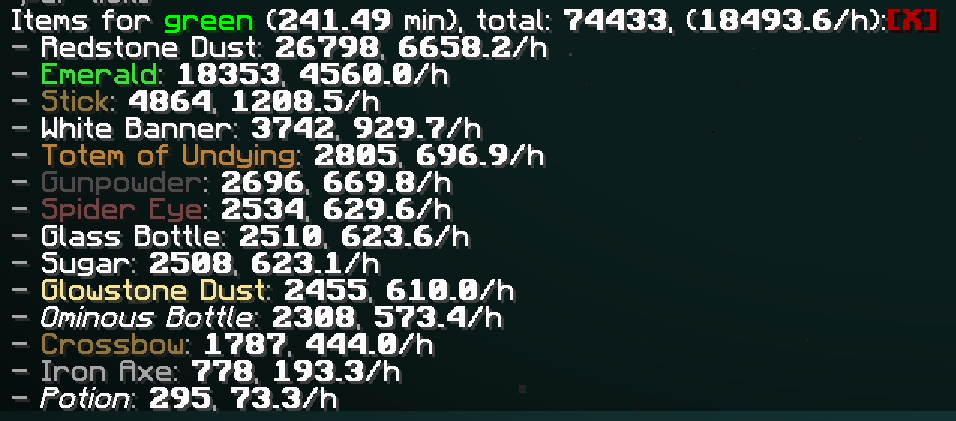 Items for green (241.49 min), total: 74433, (18493.6/h):[X]
- Redstone Dust: 26798, 6658.2/h
- Emerald: 18353, 4560.0/h
- Stick: 4864, 1208.5/h
- White Banner: 3742, 929.7/h
- Totem of Undying: 2805, 696.9/h
- Gunpowder: 2696, 669.8/h
- Spider Eye: 2534, 629.6/h
- Glass Bottle: 2510, 623.6/h
- Sugar: 2508, 623.1/h
- Glowstone Dust: 2455, 610.0/h
- Ominous Bottle: 2308, 573.4/h
- Crossbow: 1787, 444.0/h
- Iron Axe: 778, 193.3/h
- Potion: 295, 73.3/h